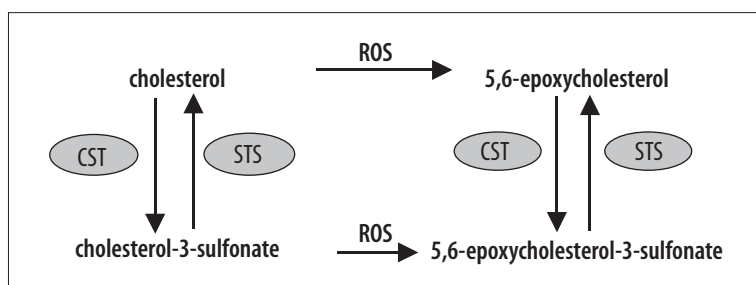 ROS
cholesterol 5,6-epoxycholesterol
CST STS CST STS
cholesterol-3-sulfonate ROS 5,6-epoxycholesterol-3-sulfonate